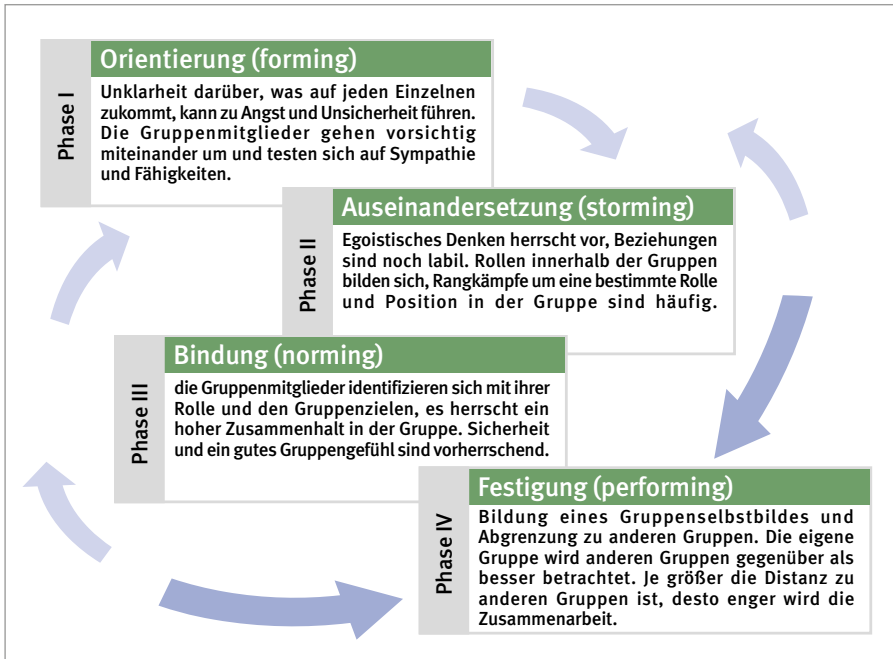 Phase I
Orientierung (forming)
Unklarheit darüber, was auf jeden Einzelnen
zukommt, kann zu Angst und Unsicherheit führen.
Die Gruppenmitglieder gehen vorsichtig
miteinander um und testen sich auf Sympathie
und Fähigkeiten.
Phase II
Auseinandersetzung (storming)
Egoistisches Denken herrscht vor, Beziehungen
sind noch labil. Rollen innerhalb der Gruppen
bilden sich, Rangkämpfe um eine bestimmte Rolle
und Position in der Gruppe sind häufig.
Phase III
Bindung (norming)
die Gruppenmitglieder identifizieren sich mit ihrer
Rolle und den Gruppenzielen, es herrscht ein
hoher Zusammenhalt in der Gruppe. Sicherheit
und ein gutes Gruppengefühl sind vorherrschend.
Phase IV
Festigung (performing)
Bildung eines Gruppenselbstbildes und
Abgrenzung zu anderen Gruppen. Die eigene
Gruppe wird anderen Gruppen gegenüber als
besser betrachtet. Je größer die Distanz zu
anderen Gruppen ist, desto enger wird die
Zusammenarbeit.